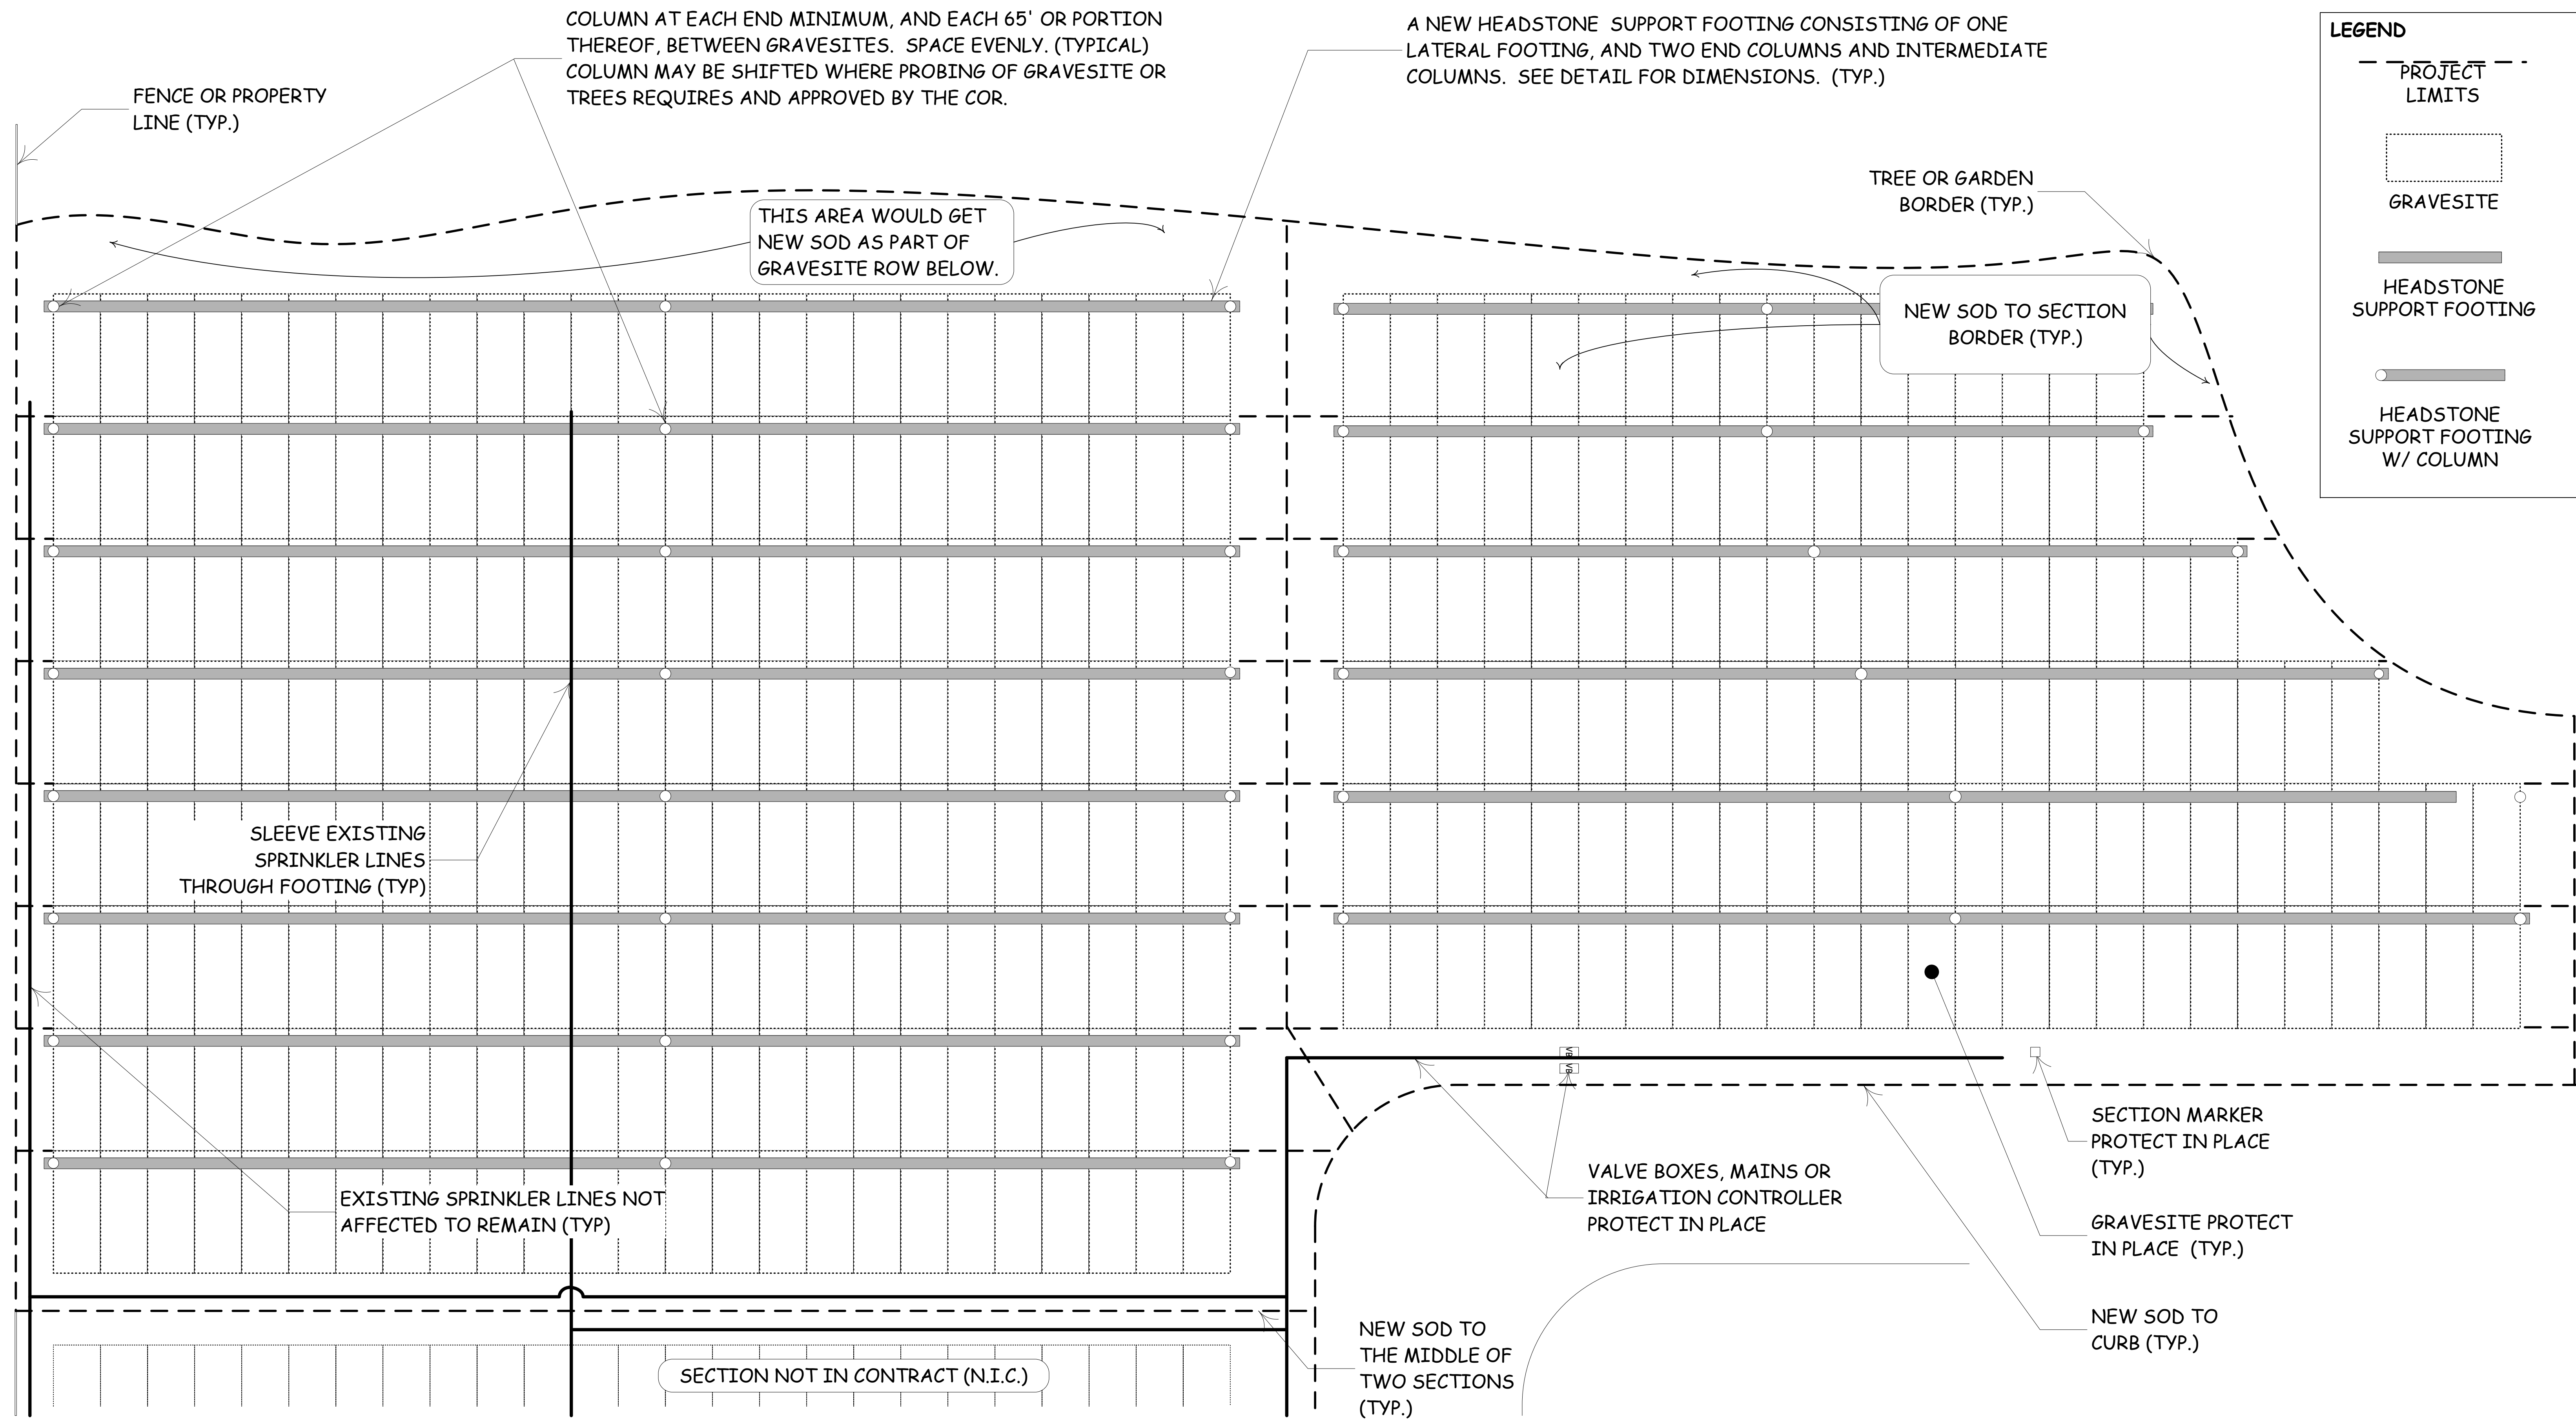 COLUMN AT EACH END MINIMUM, AND EACH 65' OR PORTION
THEREOF, BETWEEN GRAVESITES. SPACE EVENLY. (TYPICAL)
COLUMN MAY BE SHIFTED WHERE PROBING OF GRAVESITE OR
TREES REQUIRES AND APPROVED BY THE COR.
A NEW HEADSTONE SUPPORT FOOTING CONSISTING OF ONE
LATERAL FOOTING, AND TWO END COLUMNS AND INTERMEDIATE
COLUMNS. SEE DETAIL FOR DIMENSIONS. (TYP.)
LEGEND
PROJECT
LIMITS
GRAVESITE
HEADSTONE
SUPPORT FOOTING
HEADSTONE
SUPPORT FOOTING
W/ COLUMN
FENCE OR PROPERTY
LINE (TYP.)
TREE OR GARDEN
BORDER (TYP.)
THIS AREA WOULD GET
NEW SOD AS PART OF
GRAVESITE ROW BELOW.
NEW SOD TO SECTION
BORDER (TYP.)
SLEEVE EXISTING
SPRINKLER LINES
THROUGH FOOTING (TYP)
VB
VB
EXISTING SPRINKLER LINES NOT
AFFECTED TO REMAIN (TYP)
VALVE BOXES, MAINS OR
IRRIGATION CONTROLLER
PROTECT IN PLACE
SECTION MARKER
PROTECT IN PLACE
(TYP.)
GRAVESITE PROTECT
IN PLACE (TYP.)
NEW SOD TO
CURB (TYP.)
NEW SOD TO
THE MIDDLE OF
TWO SECTIONS
(TYP.)
SECTION NOT IN CONTRACT (N.I.C.)